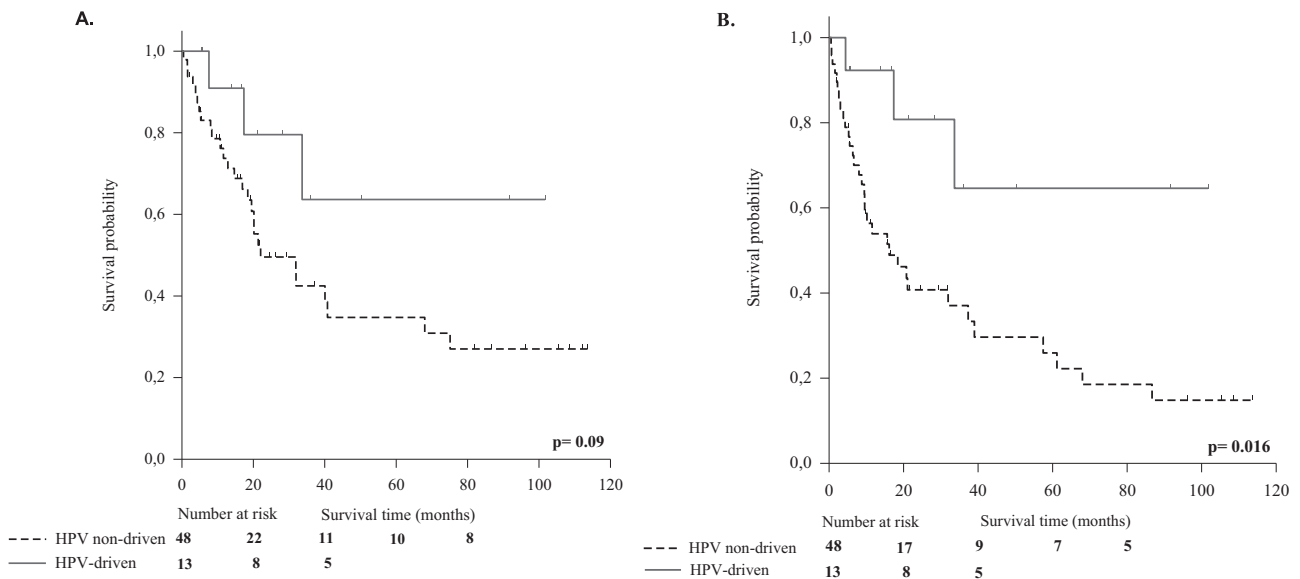 A.
1,0
0,8
0,6
0,4
0,2
0,0
Survival probability
p= 0.09
0 20 40 60 80 100 120
Number at risk Survival time (months)
HPV non-driven 48 22 11 10 8
HPV-driven 13 8 5
B.
1,0
0,8
0,6
0,4
0,2
0,0
Survival probability
p= 0.016
0 20 40 60 80 100 120
Number at risk Survival time (months)
HPV non-driven 48 17 9 7 5
HPV-driven 13 8 5